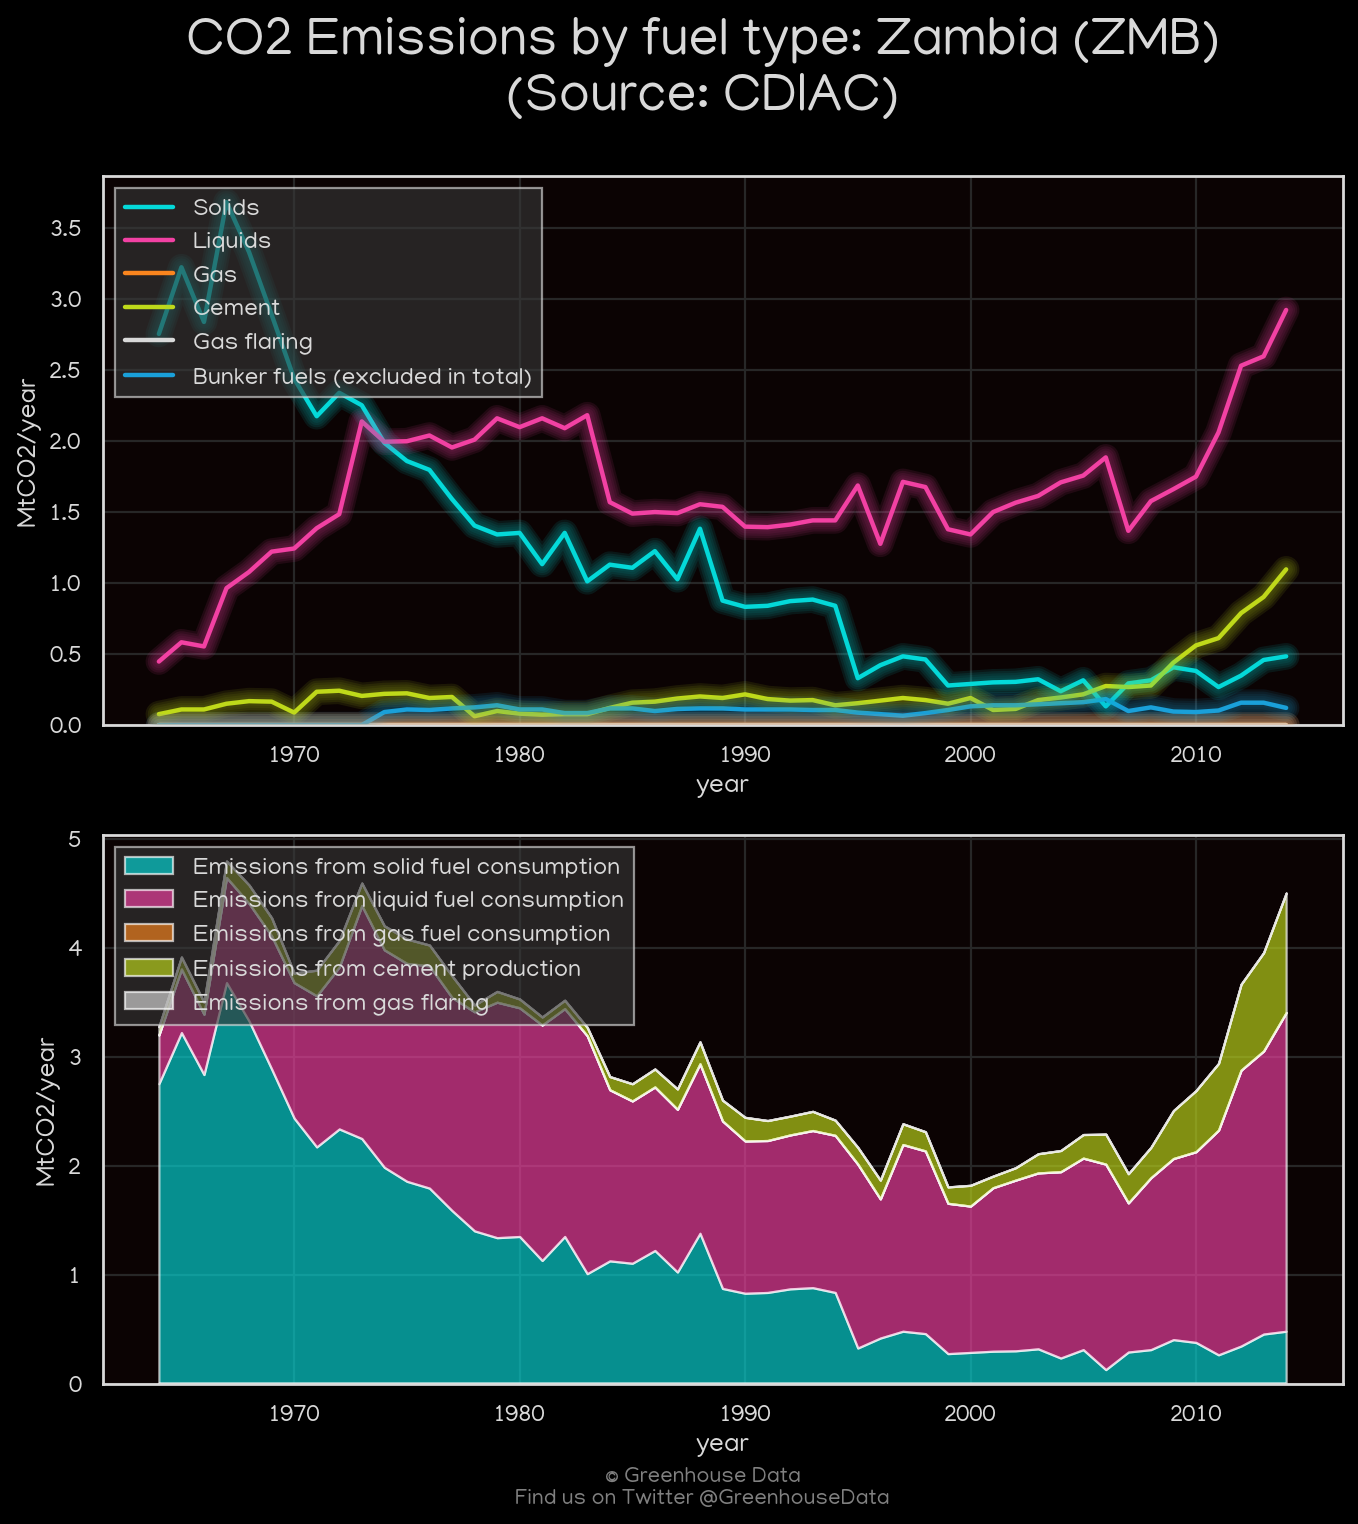 CO2 Emissions by fuel type: Zambia (ZMB)
(Source: CDIAC)
Solids
Liquids
Gas
Cement
Gas flaring
Bunker fuels (excluded in total)
3.5
3.0
2.5
2.0
1.5
1.0
0.5
0.0
MtCO2/year
1970
1980
1990
2000
2010
year
Emissions from solid fuel consumption
Emissions from liquid fuel consumption
Emissions from gas fuel consumption
Emissions from cement production
Emissions from gas flaring
5
4
3
2
1
0
MtCO2/year
1970
1980
1990
2000
2010
year
© Greenhouse Data
Find us on Twitter @GreenhouseData